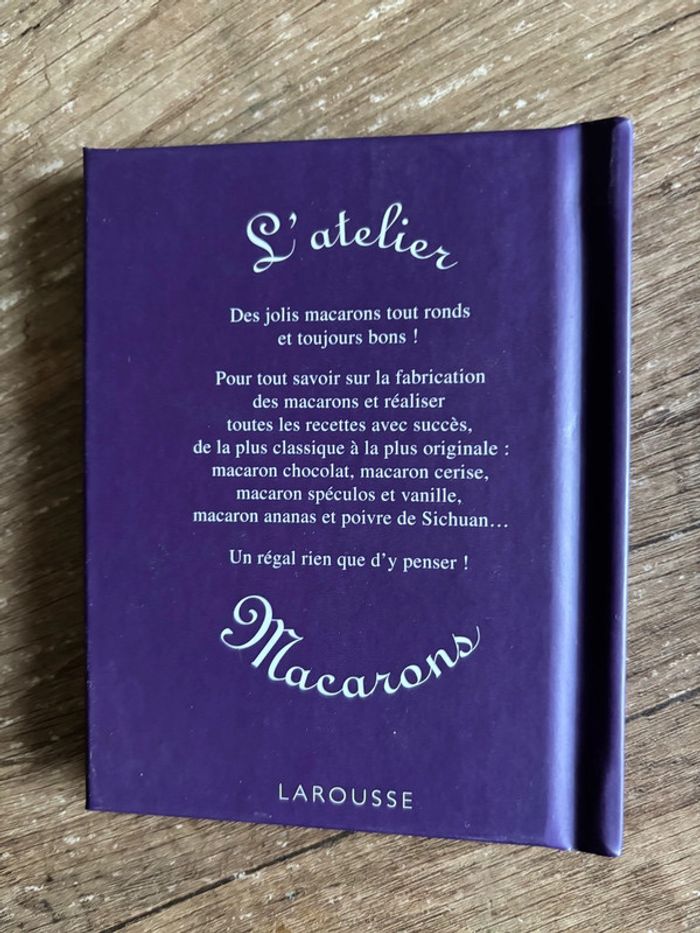 L'atelier
Des jolis macarons tout ronds
et toujours bons !
Pour tout savoir sur la fabrication
des macarons et réaliser
toutes les recettes avec succès,
de la plus classique à la plus originale :
macaron chocolat, macaron cerise,
macaron spéculos et vanille,
macaron ananas et poivre de Sichuan...
Un régal rien que d'y penser !
Macarons
LAROUSSE